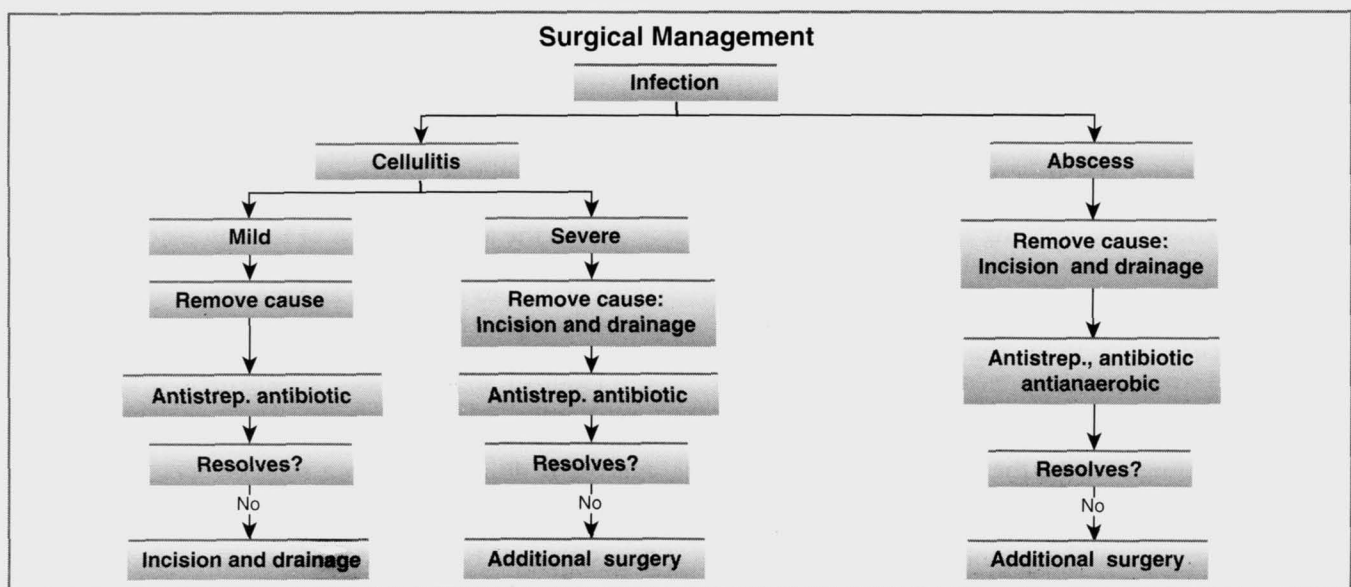 Surgical Management
Infection
Cellulitis
Abscess
Mild
Severe
Remove cause:
Incision and drainage
Remove cause
Remove cause:
Incision and drainage
Antistrep., antibiotic
antianaerobic
Antistrep. antibiotic
Antistrep. antibiotic
Resolves?
Resolves?
Resolves?
No
No
No
Incision and drainage
Additional surgery
Additional surgery